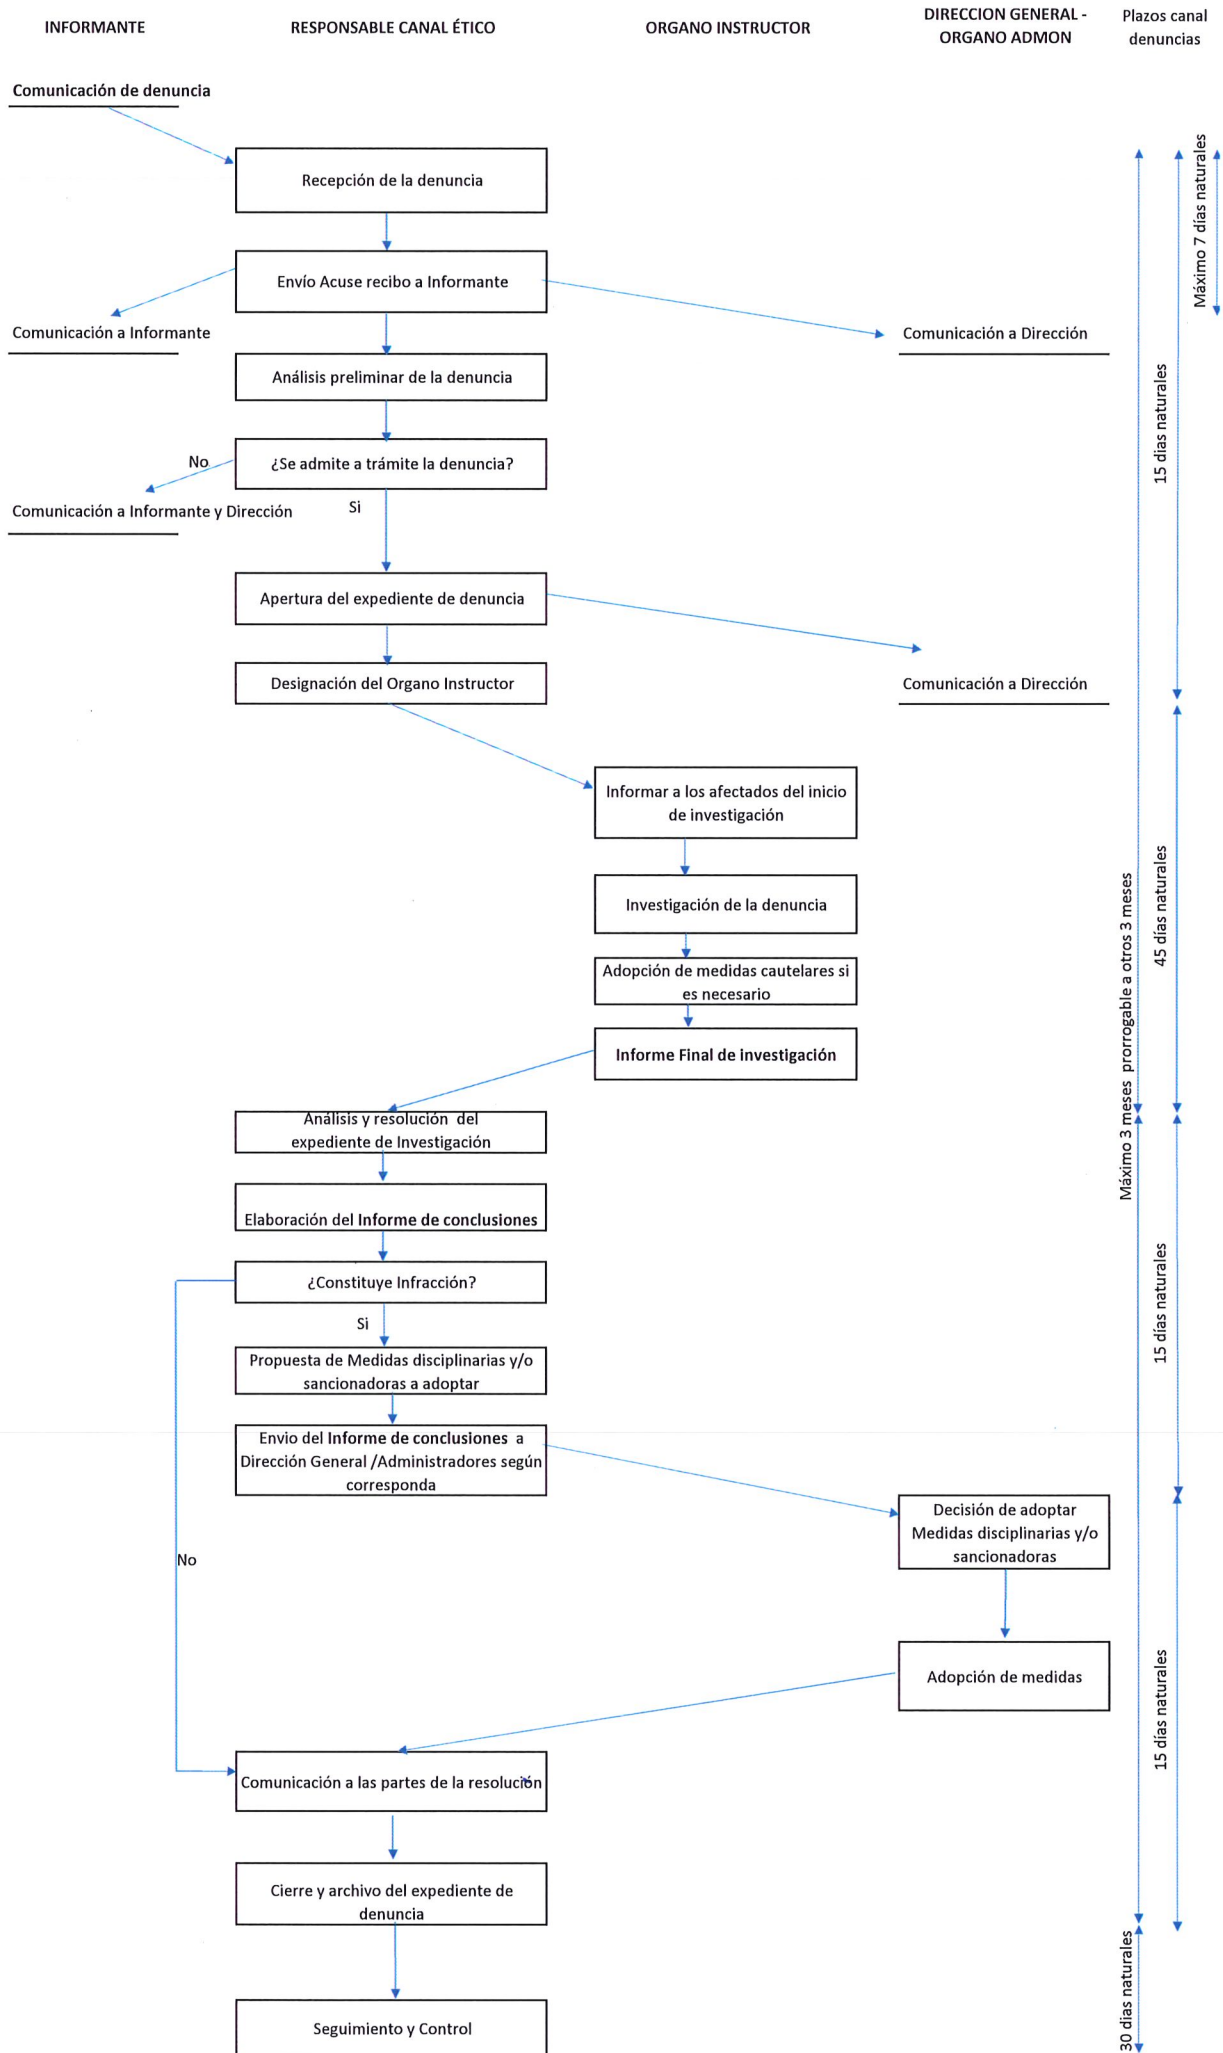 INFORMANTE
RESPONSABLE CANAL ÉTICO
ORGANO INSTRUCTOR
DIRECCION GENERAL -
ORGANO ADMON
Plazos canal
denuncias
Comunicación de denuncia
Recepción de la denuncia
Máximo 7 días naturales
Envío Acuse recibo a Informante
Comunicación a Informante
Comunicación a Dirección
Análisis preliminar de la denuncia
15 días naturales
No
¿Se admite a trámite la denuncia?
Comunicación a Informante y Dirección
Si
Apertura del expediente de denuncia
Designación del Organo Instructor
Comunicación a Dirección
Informar a los afectados del inicio
de investigación
Investigación de la denuncia
45 días naturales
Máximo 3 meses prorrogable a otros 3 meses
Adopción de medidas cautelares si
es necesario
Informe Final de investigación
Análisis y resolución del
expediente de Investigación
Elaboración del Informe de conclusiones
¿Constituye Infracción?
15 días naturales
Si
Propuesta de Medidas disciplinarias y/o
sancionadoras a adoptar
Envio del Informe de conclusiones a
Dirección General /Administradores según
corresponda
Decisión de adoptar
Medidas disciplinarias y/o
sancionadoras
No
Adopción de medidas
15 días naturales
Comunicación a las partes de la resolución
Cierre y archivo del expediente de
denuncia
30 dias naturales
Seguimiento y Control